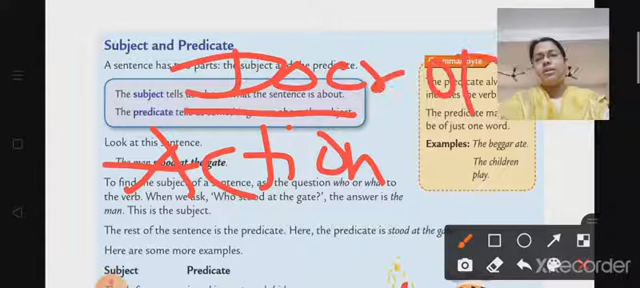 Subject and Predicate
A sentence has two parts: the subject and the predicate.
The subject tells us what the sentence is about.
The predicate
Doer of
Action
Look at this sentence.
The man stood at the gate.
To find the subject of a sentence, ask the question who or what to
the verb. When we ask, 'Who stood at the gate?', the answer is the
man. This is the subject.
The rest of the sentence is the predicate. Here, the predicate is stood at the
Here are some more examples.
Subject Predicate
The predicate
the verb
The predicate may
be of just one word.
Examples: The beggar ate.
The children
play.
XRecorder